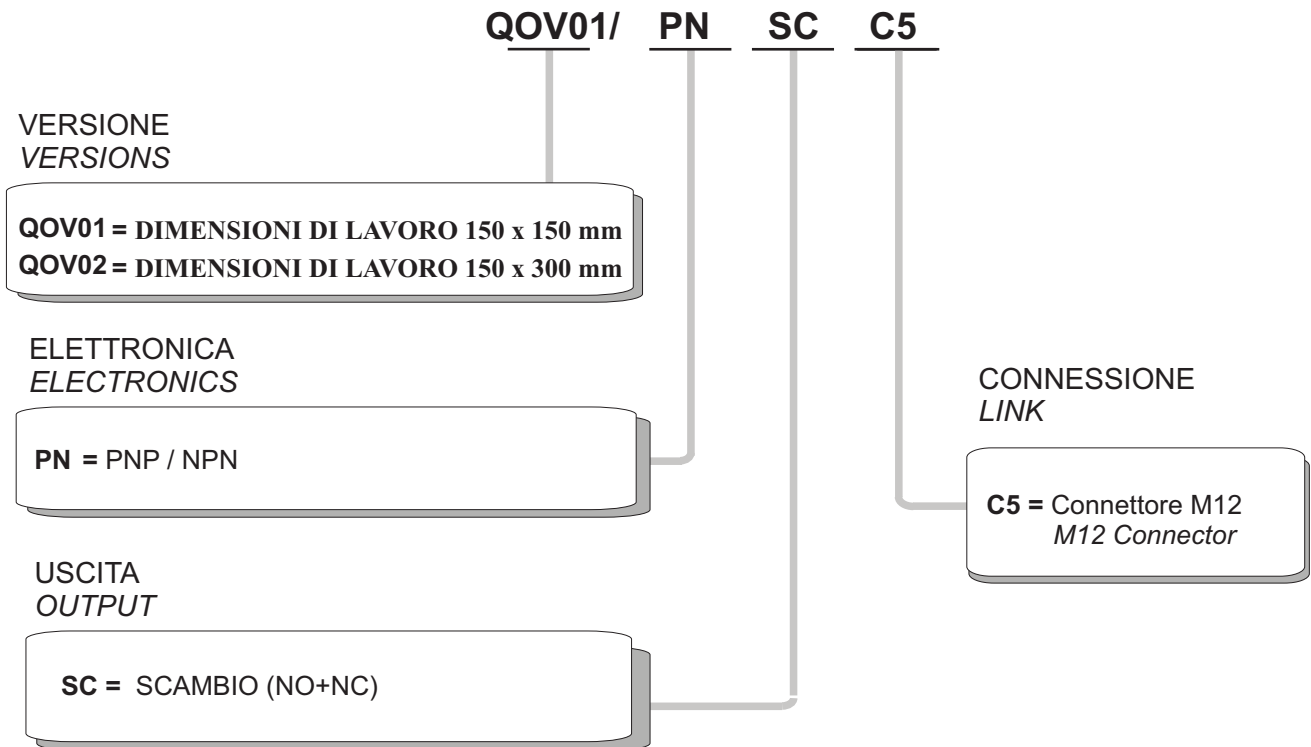 QOV01/ PN SC C5
VERSIONE
VERSIONS
QOV01 = DIMENSIONI DI LAVORO 150 x 150 mm
QOV02 = DIMENSIONI DI LAVORO 150 x 300 mm
ELETTRONICA
ELECTRONICS
PN = PNP / NPN
USCITA
OUTPUT
SC = SCAMBIO (NO+NC)
CONNESSIONE
LINK
C5 = Connettore M12
M12 Connector